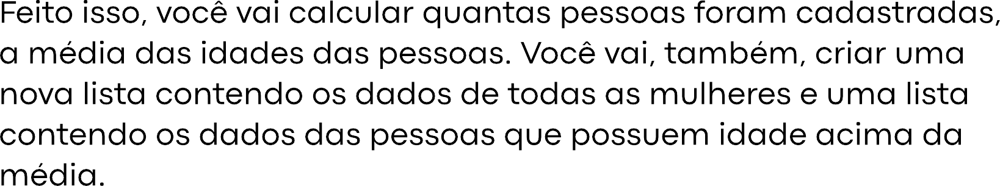 Feito isso, você vai calcular quantas pessoas foram cadastradas,
a média das idades das pessoas. Você vai, também, criar uma
nova lista contendo os dados de todas as mulheres e uma lista
contendo os dados das pessoas que possuem idade acima da
média.